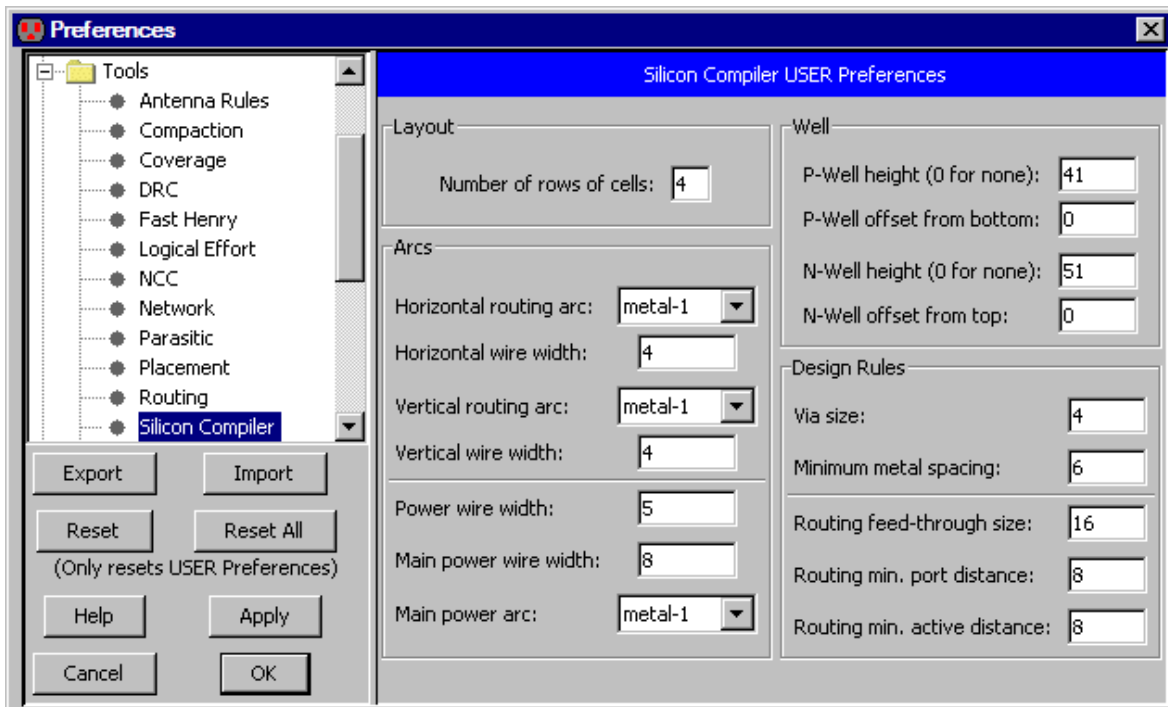 Preferences
Tools
Antenna Rules
Compaction
Coverage
DRC
Fast Henry
Logical Effort
NCC
Network
Parasitic
Placement
Routing
Silicon Compiler
Export Import
Reset Reset All
(Only resets USER Preferences)
Help Apply
Cancel OK
Silicon Compiler USER Preferences
Layout
Number of rows of cells: 4
Arcs
Horizontal routing arc: metal-1
Horizontal wire width: 4
Vertical routing arc: metal-1
Vertical wire width: 4
Power wire width: 5
Main power wire width: 8
Main power arc: metal-1
Well
P-Well height (0 for none): 41
P-Well offset from bottom: 0
N-Well height (0 for none): 51
N-Well offset from top: 0
Design Rules
Via size: 4
Minimum metal spacing: 6
Routing feed-through size: 16
Routing min. port distance: 8
Routing min. active distance: 8